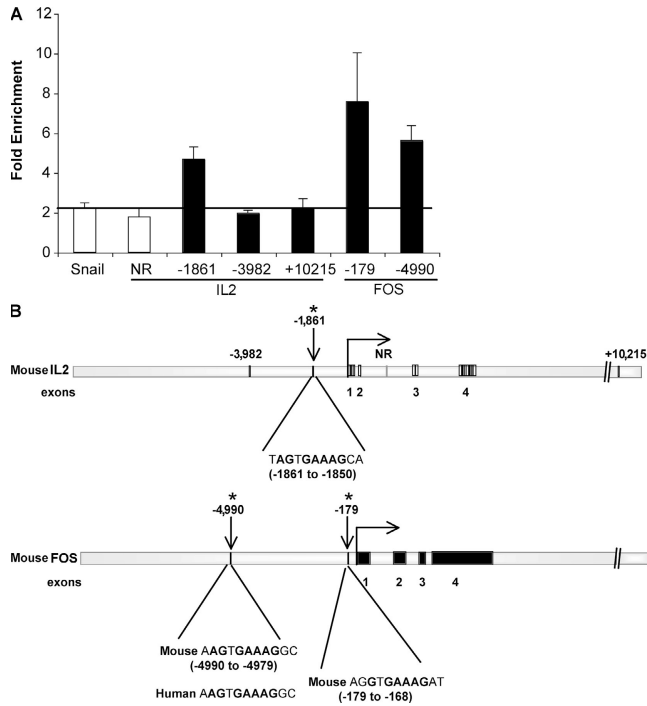 A
Fold Enrichment
12
10
8
6
4
2
0
Snail NR -1861 -3982 +10215 -179 -4990
IL2 FOS
B
*
-1,861
-3,982 NR +10,215
Mouse IL2
exons 1 2 3 4
TAGTGAAAGCA
(-1861 to -1850)
* *
-4,990 -179
Mouse FOS
exons 1 2 3 4
Mouse AAGTGAAAGGC
(-4990 to -4979)
Human AAGTGAAAGGC
Mouse AGGTGAAAGAT
(-179 to -168)